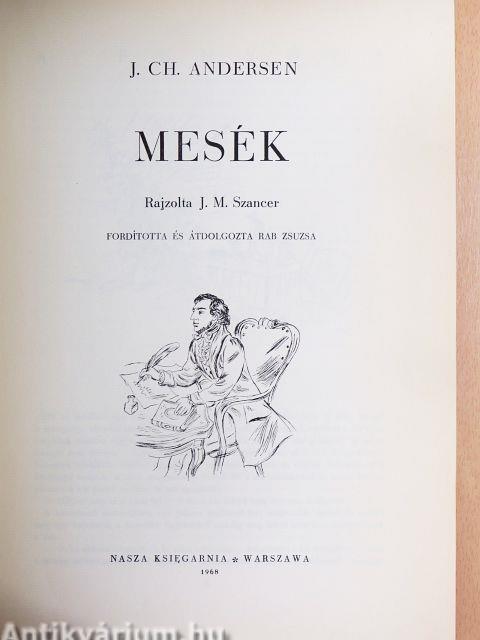 J. CH. ANDERSEN
MESÉK
Rajzolta J. M. Szancer
FORDÍTOTTA ÉS ÁTDOLGOZTA RAB ZSUZSA
NASZA KSIĘGARNIA * WARSZAWA
1968
Antikvárium.hu